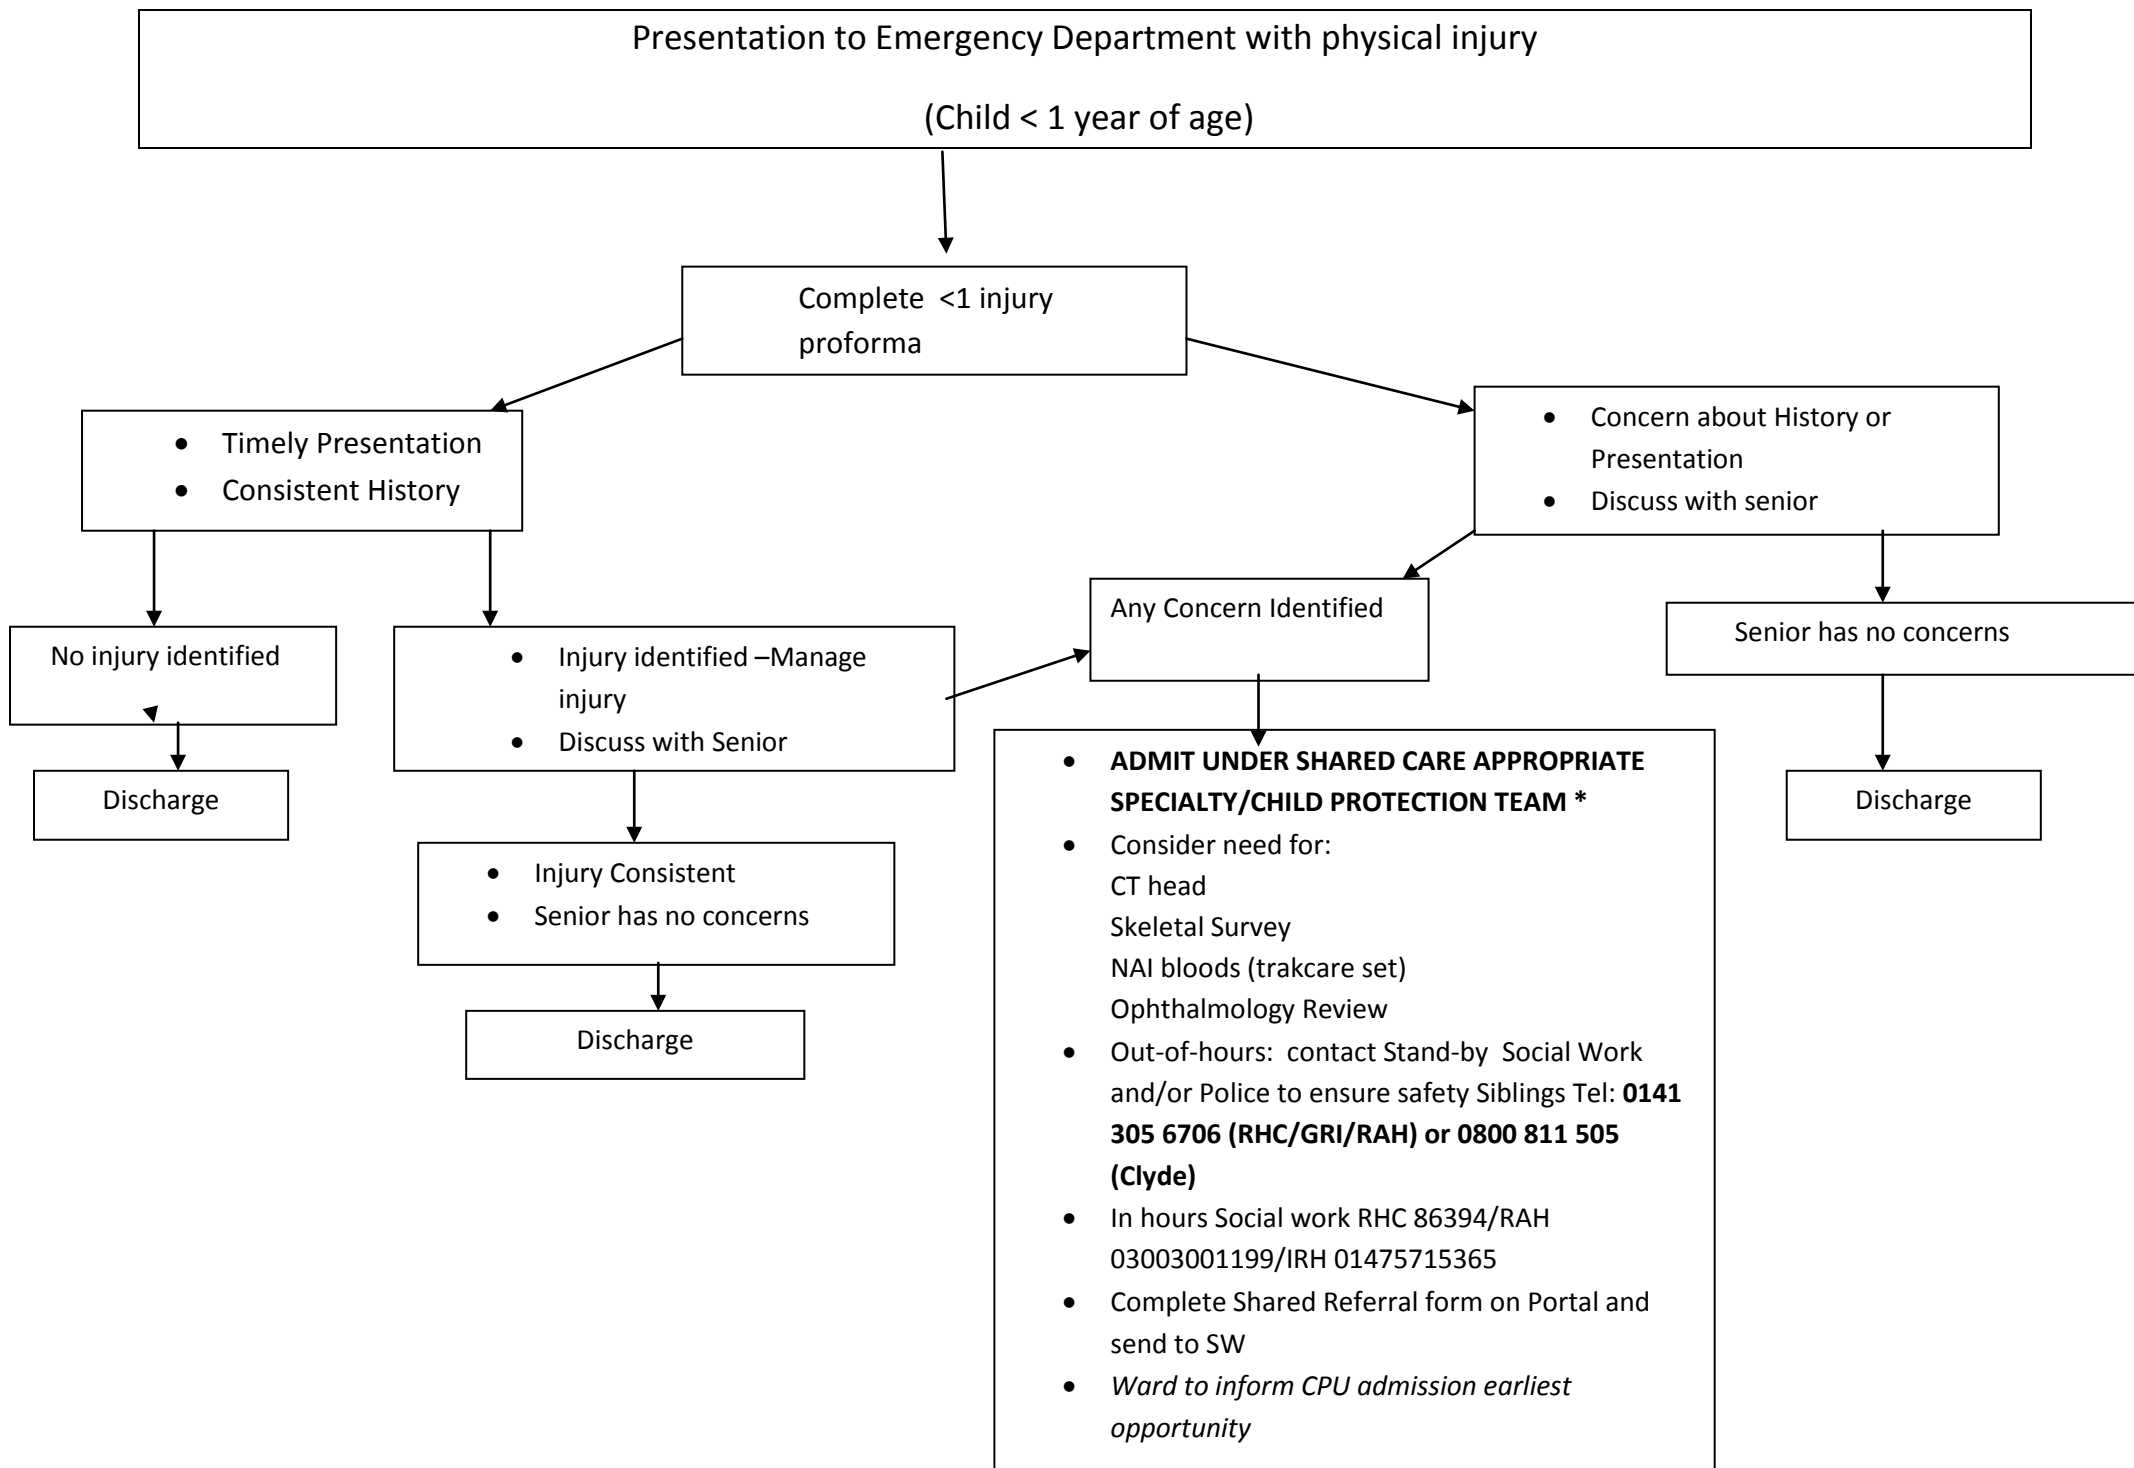 Presentation to Emergency Department with physical injury
(Child < 1 year of age)
Complete <1 injury
proforma
• Timely Presentation
• Consistent History
• Concern about History or
Presentation
• Discuss with senior
No injury identified
• Injury identified –Manage
injury
• Discuss with Senior
Any Concern Identified
Senior has no concerns
Discharge
• Injury Consistent
• Senior has no concerns
Discharge
• ADMIT UNDER SHARED CARE APPROPRIATE
SPECIALTY/CHILD PROTECTION TEAM *
• Consider need for:
CT head
Skeletal Survey
NAI bloods (trakcare set)
Ophthalmology Review
• Out-of-hours: contact Stand-by Social Work
and/or Police to ensure safety Siblings Tel: 0141
305 6706 (RHC/GRI/RAH) or 0800 811 505
(Clyde)
• In hours Social work RHC 86394/RAH
03003001199/IRH 01475715365
• Complete Shared Referral form on Portal and
send to SW
• Ward to inform CPU admission earliest
opportunity
Discharge